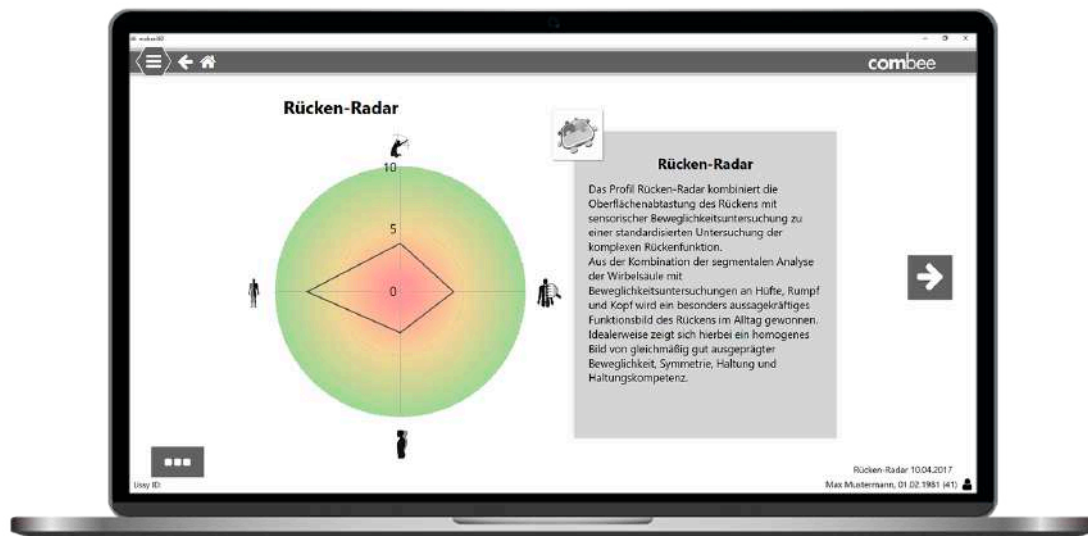 combee
Rücken-Radar
10
5
0
Rücken-Radar
Das Profil Rücken-Radar kombiniert die
Oberflächenabtastung des Rückens mit
sensorischer Beweglichkeitsuntersuchung zu
einer standardisierten Untersuchung der
komplexen Rückenfunktion.
Aus der Kombination der segmentalen Analyse
der Wirbelsäule mit
Beweglichkeitsuntersuchungen an Hüfte, Rumpf
und Kopf wird ein besonders aussagekräftiges
Funktionsbild des Rückens im Alltag gewonnen.
Idealerweise zeigt sich hierbei ein homogenes
Bild von gleichmäßig gut ausgeprägter
Beweglichkeit, Symmetrie, Haltung und
Haltungskompetenz.
Rücken-Radar 10.04.2017
ID:
Max Mustermann, 01.02.1981 (41)